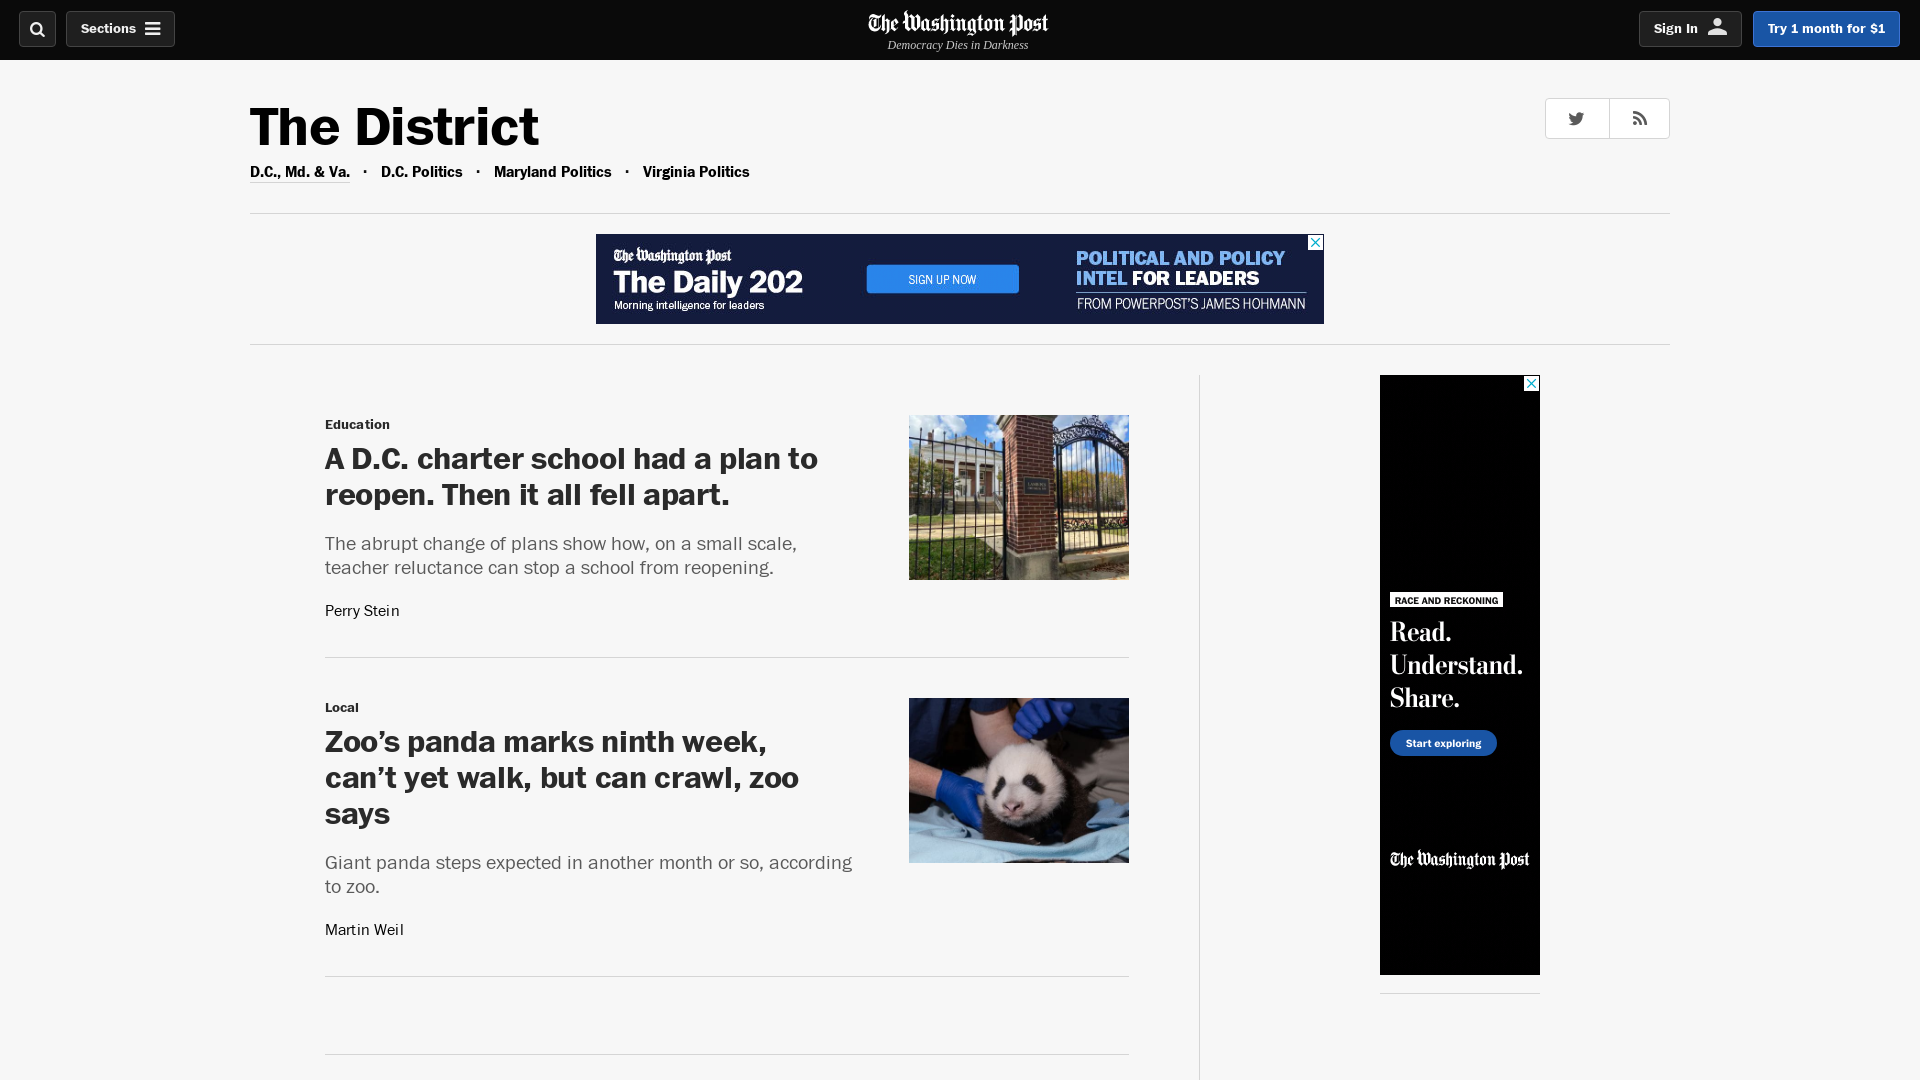 Sections
The Washington Post
Democracy Dies in Darkness
Sign In
Try 1 month for $1
The District
D.C., Md. & Va. · D.C. Politics · Maryland Politics · Virginia Politics
The Washington Post
The Daily 202
Morning intelligence for leaders
SIGN UP NOW
POLITICAL AND POLICY
INTEL FOR LEADERS
FROM POWERPOST'S JAMES HOHMANN
Education
A D.C. charter school had a plan to
reopen. Then it all fell apart.
The abrupt change of plans show how, on a small scale,
teacher reluctance can stop a school from reopening.
Perry Stein
Local
Zoo’s panda marks ninth week,
can’t yet walk, but can crawl, zoo
says
Giant panda steps expected in another month or so, according
to zoo.
Martin Weil
RACE AND RECKONING
Read.
Understand.
Share.
Start exploring
The Washington Post